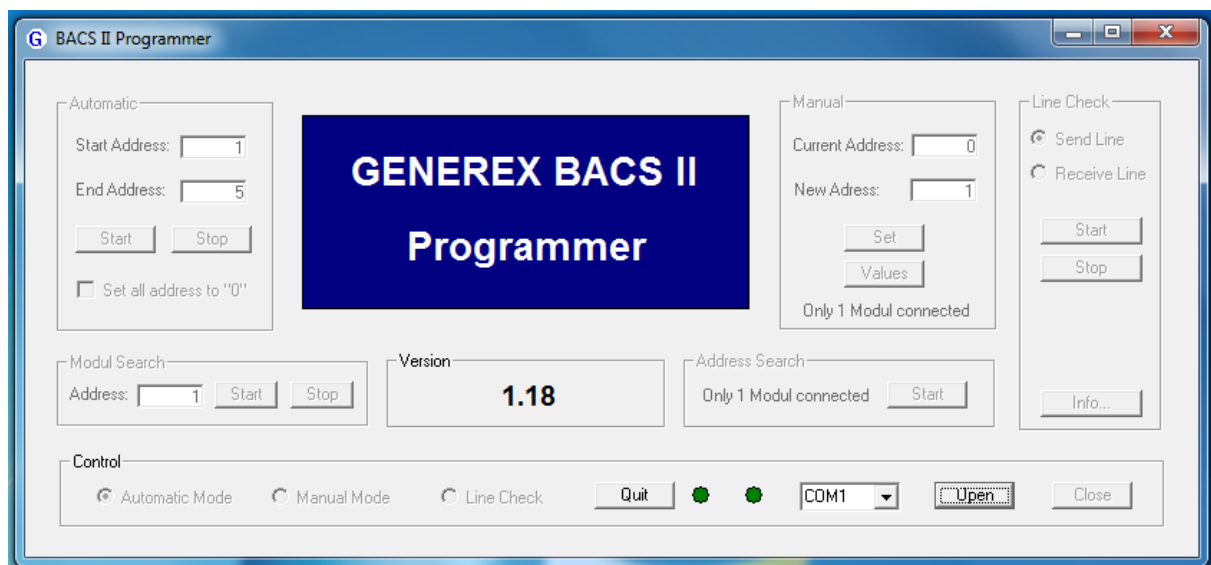 G BACS II Programmer
Automatic
Start Address: 1
End Address: 5
Start Stop
Set all address to "0"
GENEREX BACS II
Programmer
Manual
Current Address: 0
New Adress: 1
Set
Values
Only 1 Modul connected
Line Check
Send Line
Receive Line
Start
Stop
Info...
Modul Search
Address: 1 Start Stop
Version
1.18
Address Search
Only 1 Modul connected Start
Control
Automatic Mode Manual Mode Line Check Quit COM1 Open Close